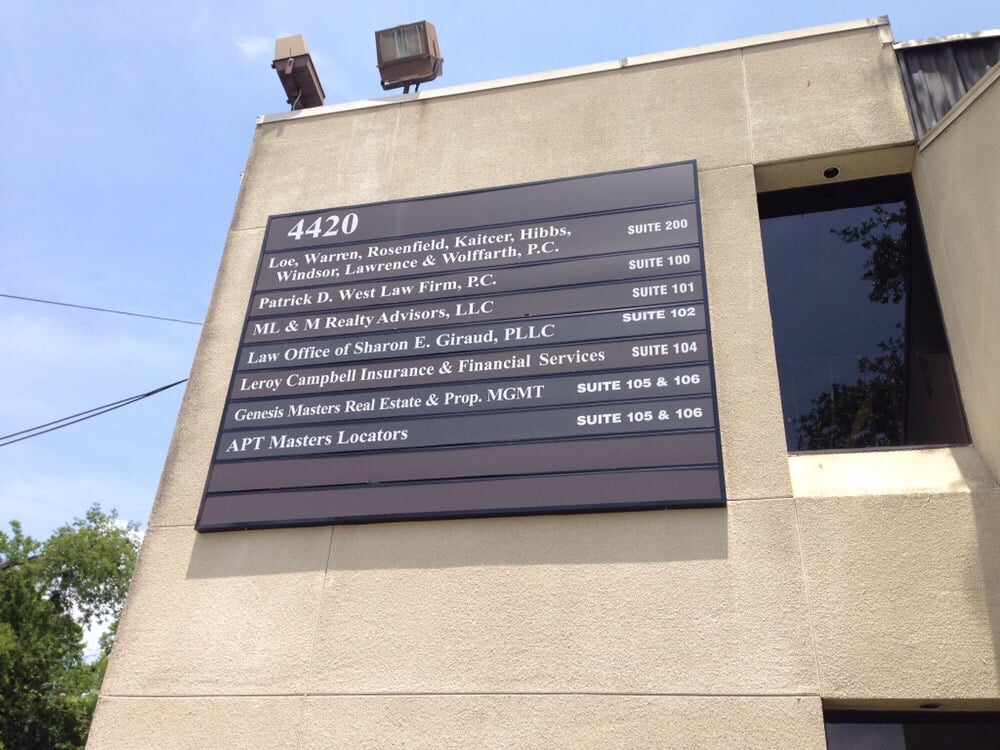 4420
Loe, Warren, Rosenfield, Kaitcer, Hibbs, SUITE 200
Windsor, Lawrence & Wolffarth, P.C.
Patrick D. West Law Firm, P.C. SUITE 100
ML & M Realty Advisors, LLC SUITE 101
Law Office of Sharon E. Giraud, PLLC SUITE 102
Leroy Campbell Insurance & Financial Services SUITE 104
Genesis Masters Real Estate & Prop. MGMT SUITE 105 & 106
APT Masters Locators SUITE 105 & 106